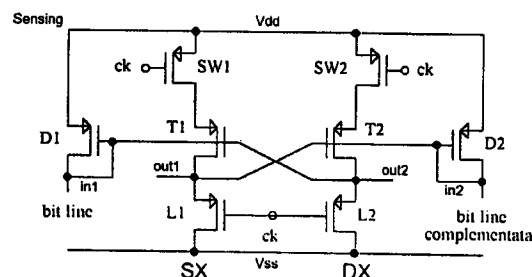 Sensing
Vdd
ck
SW1
SW2
ck
D1
T1
T2
D2
in1
out1
out2
in2
bit line
L1
L2
bit line
complementata
ck
Vss
SX
DX